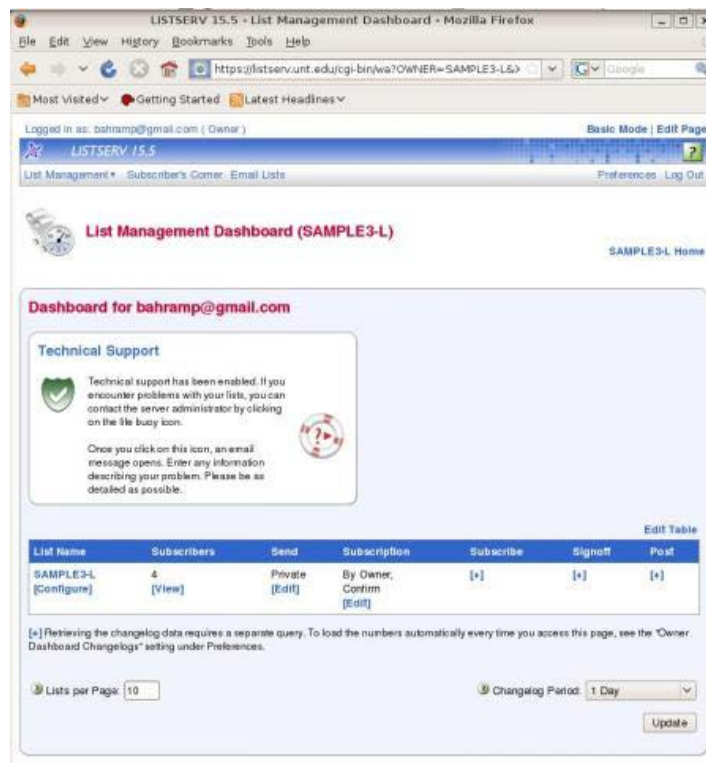 LISTSERV 15.5 - List Management Dashboard - Mozilla Firefox
File Edit View History Bookmarks Tools Help
https://listserv.unt.edu/cgi-bin/wa?OWNER=SAMPLE3-L&X Google
Most Visited Getting Started Latest Headlines
Logged in as: bahramp@gmail.com ( Owner ) Basic Mode | Edit Page
LISTSERV 15.5 ?
List Management Subscriber's Corner Email Lists Preferences Log Out
List Management Dashboard (SAMPLE3-L)
SAMPLE3-L Home
Dashboard for bahramp@gmail.com
Technical Support
Technical support has been enabled. If you
encounter problems with your lists, you can
contact the server administrator by clicking
on the life buoy icon.
Once you click on this icon, an email
message opens. Enter any information
describing your problem. Please be as
detailed as possible.
?
Edit Table
List Name Subscribers Send Subscription Subscribe Signoff Post
SAMPLE3-L 4 Private By Owner, [+] [+] [+]
[Configure] [View] [Edit] Confirm
[Edit]
[+] Retrieving the changelog data requires a separate query. To load the numbers automatically every time you access this page, see the "Owner
Dashboard Changelogs" setting under Preferences.
Lists per Page: 10 Changelog Period: 1 Day
Update